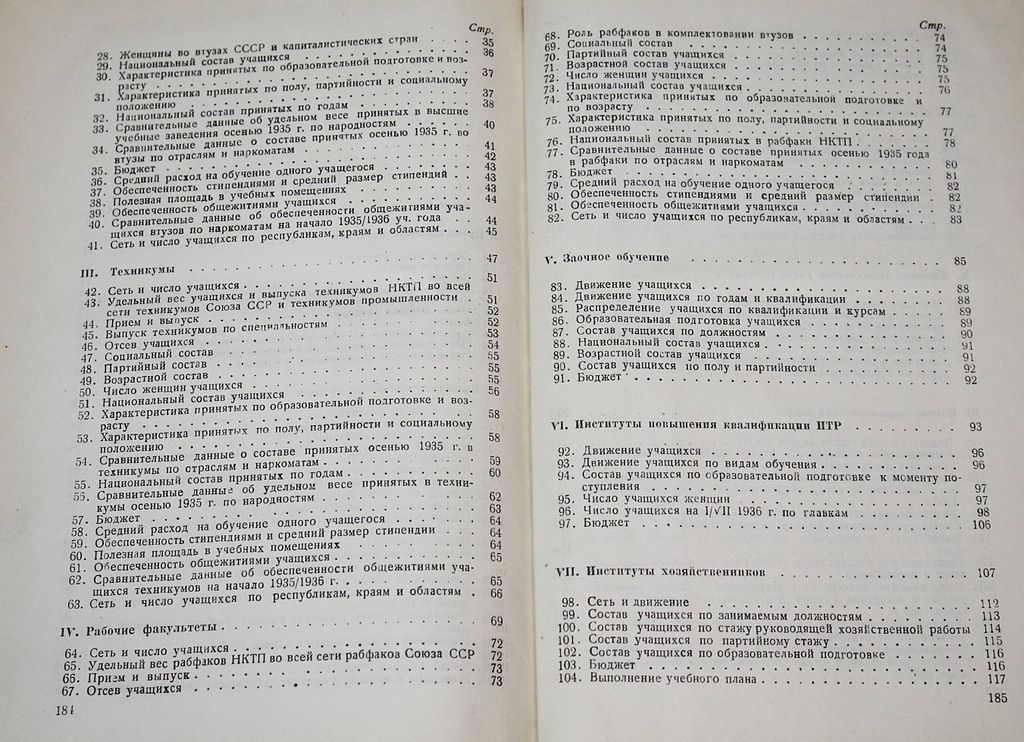 Стр.
28. Женщины во втузах СССР и капиталистических стран . . . . 35
29. Национальный состав учащихся . . . . . . . . . . . 36
30. Характеристика принятых по образовательной подготовке и воз-
расту . . . . . . . . . . . . . . . . . 37
31. Характеристика принятых по полу, партийности и социальному
положению . . . . . . . . . . . . . . . 37
32. Национальный состав принятых по годам . . . . . . . . 38
33. Сравнительные данные об удельном весе принятых в высшие
учебные заведения осенью 1935 г. по народностям . . . . . 40
34. Сравнительные данные о составе принятых осенью 1935 г. во
втузы по отраслям и наркоматам . . . . . . . . . . 41
35. Бюджет . . . . . . . . . . . . . . . . . 42
36. Средний расход на обучение одного учащегося . . . . . . 43
37. Обеспеченность стипендиями и средний размер стипендий . . 43
38. Полезная площадь в учебных помещениях . . . . . . . 43
39. Обеспеченность общежитиями учащихся . . . . . . . . 44
40. Сравнительные данные об обеспеченности общежитиями уча-
щихся втузов по наркоматам на начало 1935/1936 уч. года . . . 44
41. Сеть и число учащихся по республикам, краям и областям . . . 45
III. Техникумы . . . . . . . . . . . . . . . . 47
42. Сеть и число учащихся . . . . . . . . . . . . . 51
43. Удельный вес учащихся и выпуска техникумов НКТП во всей
сети техникумов Союза ССР и техникумов промышленности . . 51
44. Прием и выпуск . . . . . . . . . . . . . . 52
45. Выпуск техникумов по специальностям . . . . . . . . 52
46. Отсев учащихся . . . . . . . . . . . . . . 53
47. Социальный состав . . . . . . . . . . . . . 54
48. Партийный состав . . . . . . . . . . . . . . 55
49. Возрастной состав . . . . . . . . . . . . . . 55
50. Число женщин учащихся . . . . . . . . . . . . 55
51. Национальный состав учащихся . . . . . . . . . . 56
52. Характеристика принятых по образовательной подготовке и воз-
расту . . . . . . . . . . . . . . . . . 58
53. Характеристика принятых по полу, партийности и социальному
положению . . . . . . . . . . . . . . . 58
54. Сравнительные данные о составе принятых осенью 1935 г. в
техникумы по отраслям и наркоматам . . . . . . . . . 59
55. Национальный состав принятых по годам . . . . . . . . 60
56. Сравнительные данные об удельном весе принятых в техни-
кумы осенью 1935 г. по народностям . . . . . . . . . 62
57. Бюджет . . . . . . . . . . . . . . . . . 63
58. Средний расход на обучение одного учащегося . . . . . . 64
59. Обеспеченность стипендиями и средний размер стипендии . . . 64
60. Полезная площадь в учебных помещениях . . . . . . . 64
61. Обеспеченность общежитиями учащихся . . . . . . . . 65
62. Сравнительные данные об обеспеченности общежитиями уча-
щихся техникумов на начало 1935/1936 г. . . . . . . . . 65
63. Сеть и число учащихся по республикам, краям и областям . 66
IV. Рабочие факультеты . . . . . . . . . . . . . . 69
64. Сеть и число учащихся . . . . . . . . . . . . . 72
65. Удельный вес рабфаков НКТП во всей сети рабфаков Союза ССР 72
66. Прием и выпуск . . . . . . . . . . . . . . 73
67. Отсев учащихся . . . . . . . . . . . . . . 73
184
Стр.
68. Роль рабфаков в комплектовании втузов . . . . . . . . 74
69. Социальный состав . . . . . . . . . . . . . 74
70. Партийный состав учащихся . . . . . . . . . . . 75
71. Возрастной состав учащихся . . . . . . . . . . . 75
72. Число женщин учащихся . . . . . . . . . . . . 75
73. Национальный состав учащихся . . . . . . . . . . 76
74. Характеристика принятых по образовательной подготовке и
по возрасту . . . . . . . . . . . . . . . 77
75. Характеристика принятых по полу, партийности и социальному
положению . . . . . . . . . . . . . . . 77
76. Национальный состав принятых в рабфаки НКТП . . . . . 78
77. Сравнительные данные о составе принятых осенью 1935 года
в рабфаки по отраслям и наркоматам . . . . . . . . 80
78. Бюджет . . . . . . . . . . . . . . . . . 81
79. Средний расход на обучение одного учащегося . . . . . . 82
80. Обеспеченность стипендиями и средний размер стипендии . 82
81. Обеспеченность общежитиями учащихся . . . . . . . . 82
82. Сеть и число учащихся по республикам, краям и областям . . . 83
V. Заочное обучение . . . . . . . . . . . . . . 85
83. Движение учащихся . . . . . . . . . . . . . 88
84. Движение учащихся по годам и квалификации . . . . . . 88
85. Распределение учащихся по квалификации и курсам . . . . 89
86. Образовательная подготовка учащихся . . . . . . . . 89
87. Состав учащихся по должностям . . . . . . . . . . 90
88. Национальный состав учащихся . . . . . . . . . . 91
89. Возрастной состав учащихся . . . . . . . . . . . 91
90. Состав учащихся по полу и партийности . . . . . . . . 92
91. Бюджет . . . . . . . . . . . . . . . . . 92
VI. Институты повышения квалификации ИТР . . . . . . . 93
92. Движение учащихся . . . . . . . . . . . . . 96
93. Движение учащихся по видам обучения . . . . . . . . 96
94. Состав учащихся по образовательной подготовке к моменту по-
ступления . . . . . . . . . . . . . . . 97
95. Число учащихся женщин . . . . . . . . . . . . 97
96. Число учащихся на 1/VII 1936 г. по главкам . . . . . . 98
97. Бюджет . . . . . . . . . . . . . . . . . 106
VII. Институты хозяйственников . . . . . . . . . . . 107
98. Сеть и движение . . . . . . . . . . . . . . 112
99. Состав учащихся по занимаемым должностям . . . . . . 113
100. Состав учащихся по стажу руководящей хозяйственной работы 114
101. Состав учащихся по партийному стажу . . . . . . . . 115
102. Состав учащихся по образовательной подготовке . . . . . 116
103. Бюджет . . . . . . . . . . . . . . . . . 116
104. Выполнение учебного плана . . . . . . . . . . . 117
185